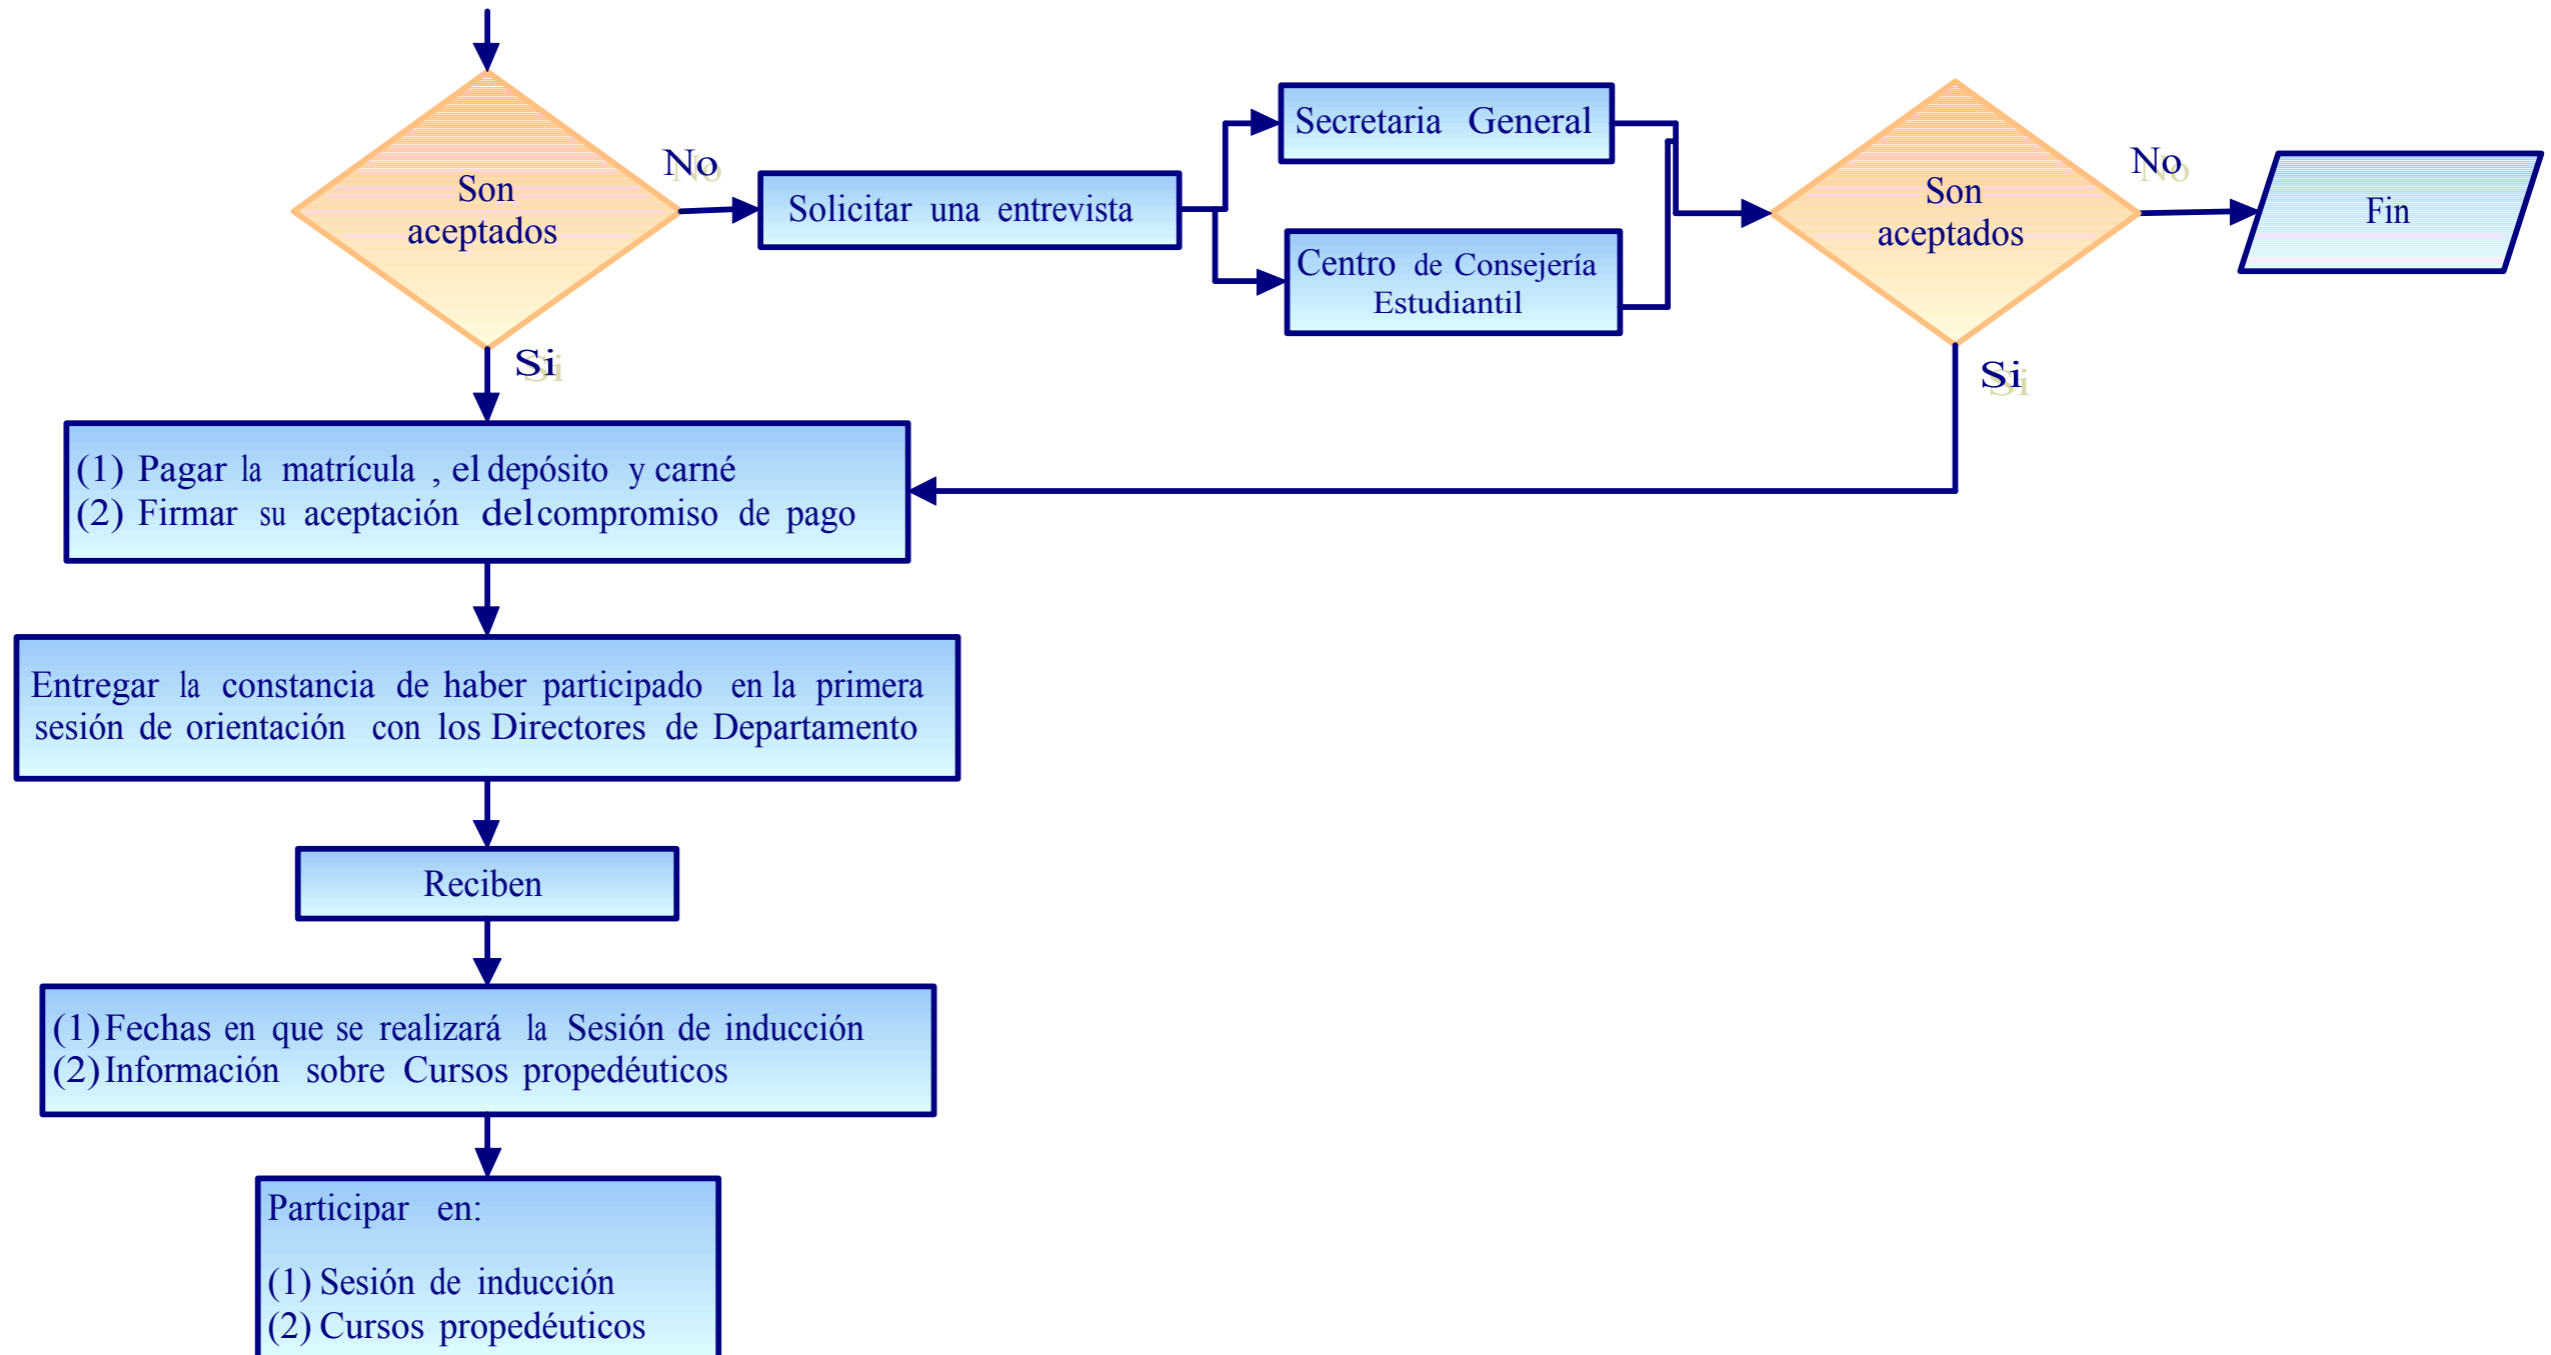 Son
aceptados
No
Solicitar una entrevista
Secretaria General
Centro de Consejería
Estudiantil
Son
aceptados
No
Fin
Si
Si
(1) Pagar la matrícula , el depósito y carné
(2) Firmar su aceptación del compromiso de pago
Entregar la constancia de haber participado en la primera
sesión de orientación con los Directores de Departamento
Reciben
(1) Fechas en que se realizará la Sesión de inducción
(2) Información sobre Cursos propedéuticos
Participar en:
(1) Sesión de inducción
(2) Cursos propedéuticos